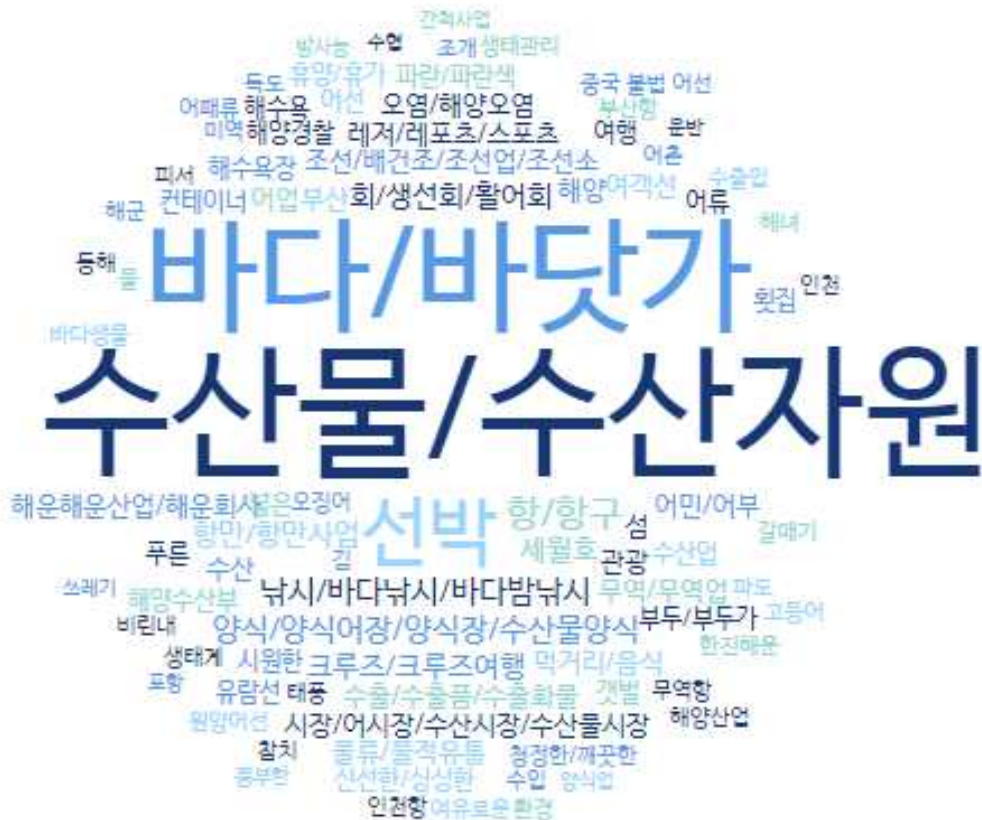 간척사업
방사능 수협 조개 생태관리
독도 휴양/휴가 파란/파란색 중국 불법 어선
어패류 해수욕 어선 오염/해양오염 부산항
미역 해양경찰 레저/레포츠/스포츠 여행 운반
피서 해수욕장 조선/배건조/조선업/조선소 어촌 수출입
해군 컨테이너 어업 부산 회/생선회/활어회 해양 여객선 어류
해녀
바다/바닷가
동해 물 횟집 인천
바다생물
수산물/수산자원
해운해운산업/해운회사 넓은 오징어 선박 항/항구 섬 어민/어부
항만/항만사업 세월호 갈매기
푸른 수산 김 관광 수산업
쓰레기 해양수산부 낚시/바다낚시/바다밤낚시 무역/무역업 파도
비린내 양식/양식어장/양식장/수산물양식 부두/부두가 고등어
생태계 시원한 크루즈/크루즈여행 먹거리/음식 한진해운
포항 유람선 태풍 수출/수출품/수출화물 갯벌 무역항
원양어선 시장/어시장/수산시장/수산물시장 해양산업
참치 물류/물적유통 청정한/깨끗한
풍부한 신선한/싱싱한 수입 양식업
인천항 여유로운 환경